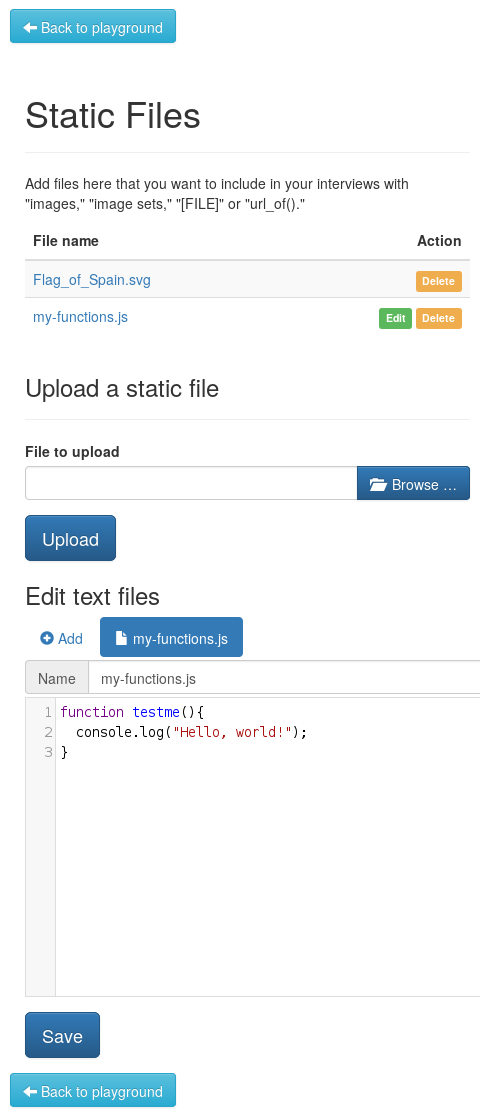 Back to playground
Static Files
Add files here that you want to include in your interviews with
"images," "image sets," "[FILE]" or "url_of()."
File name Action
Flag_of_Spain.svg Delete
my-functions.js Edit Delete
Upload a static file
File to upload
Browse …
Upload
Edit text files
Add my-functions.js
Name my-functions.js
1 function testme(){
2   console.log("Hello, world!");
3 }
Save
Back to playground